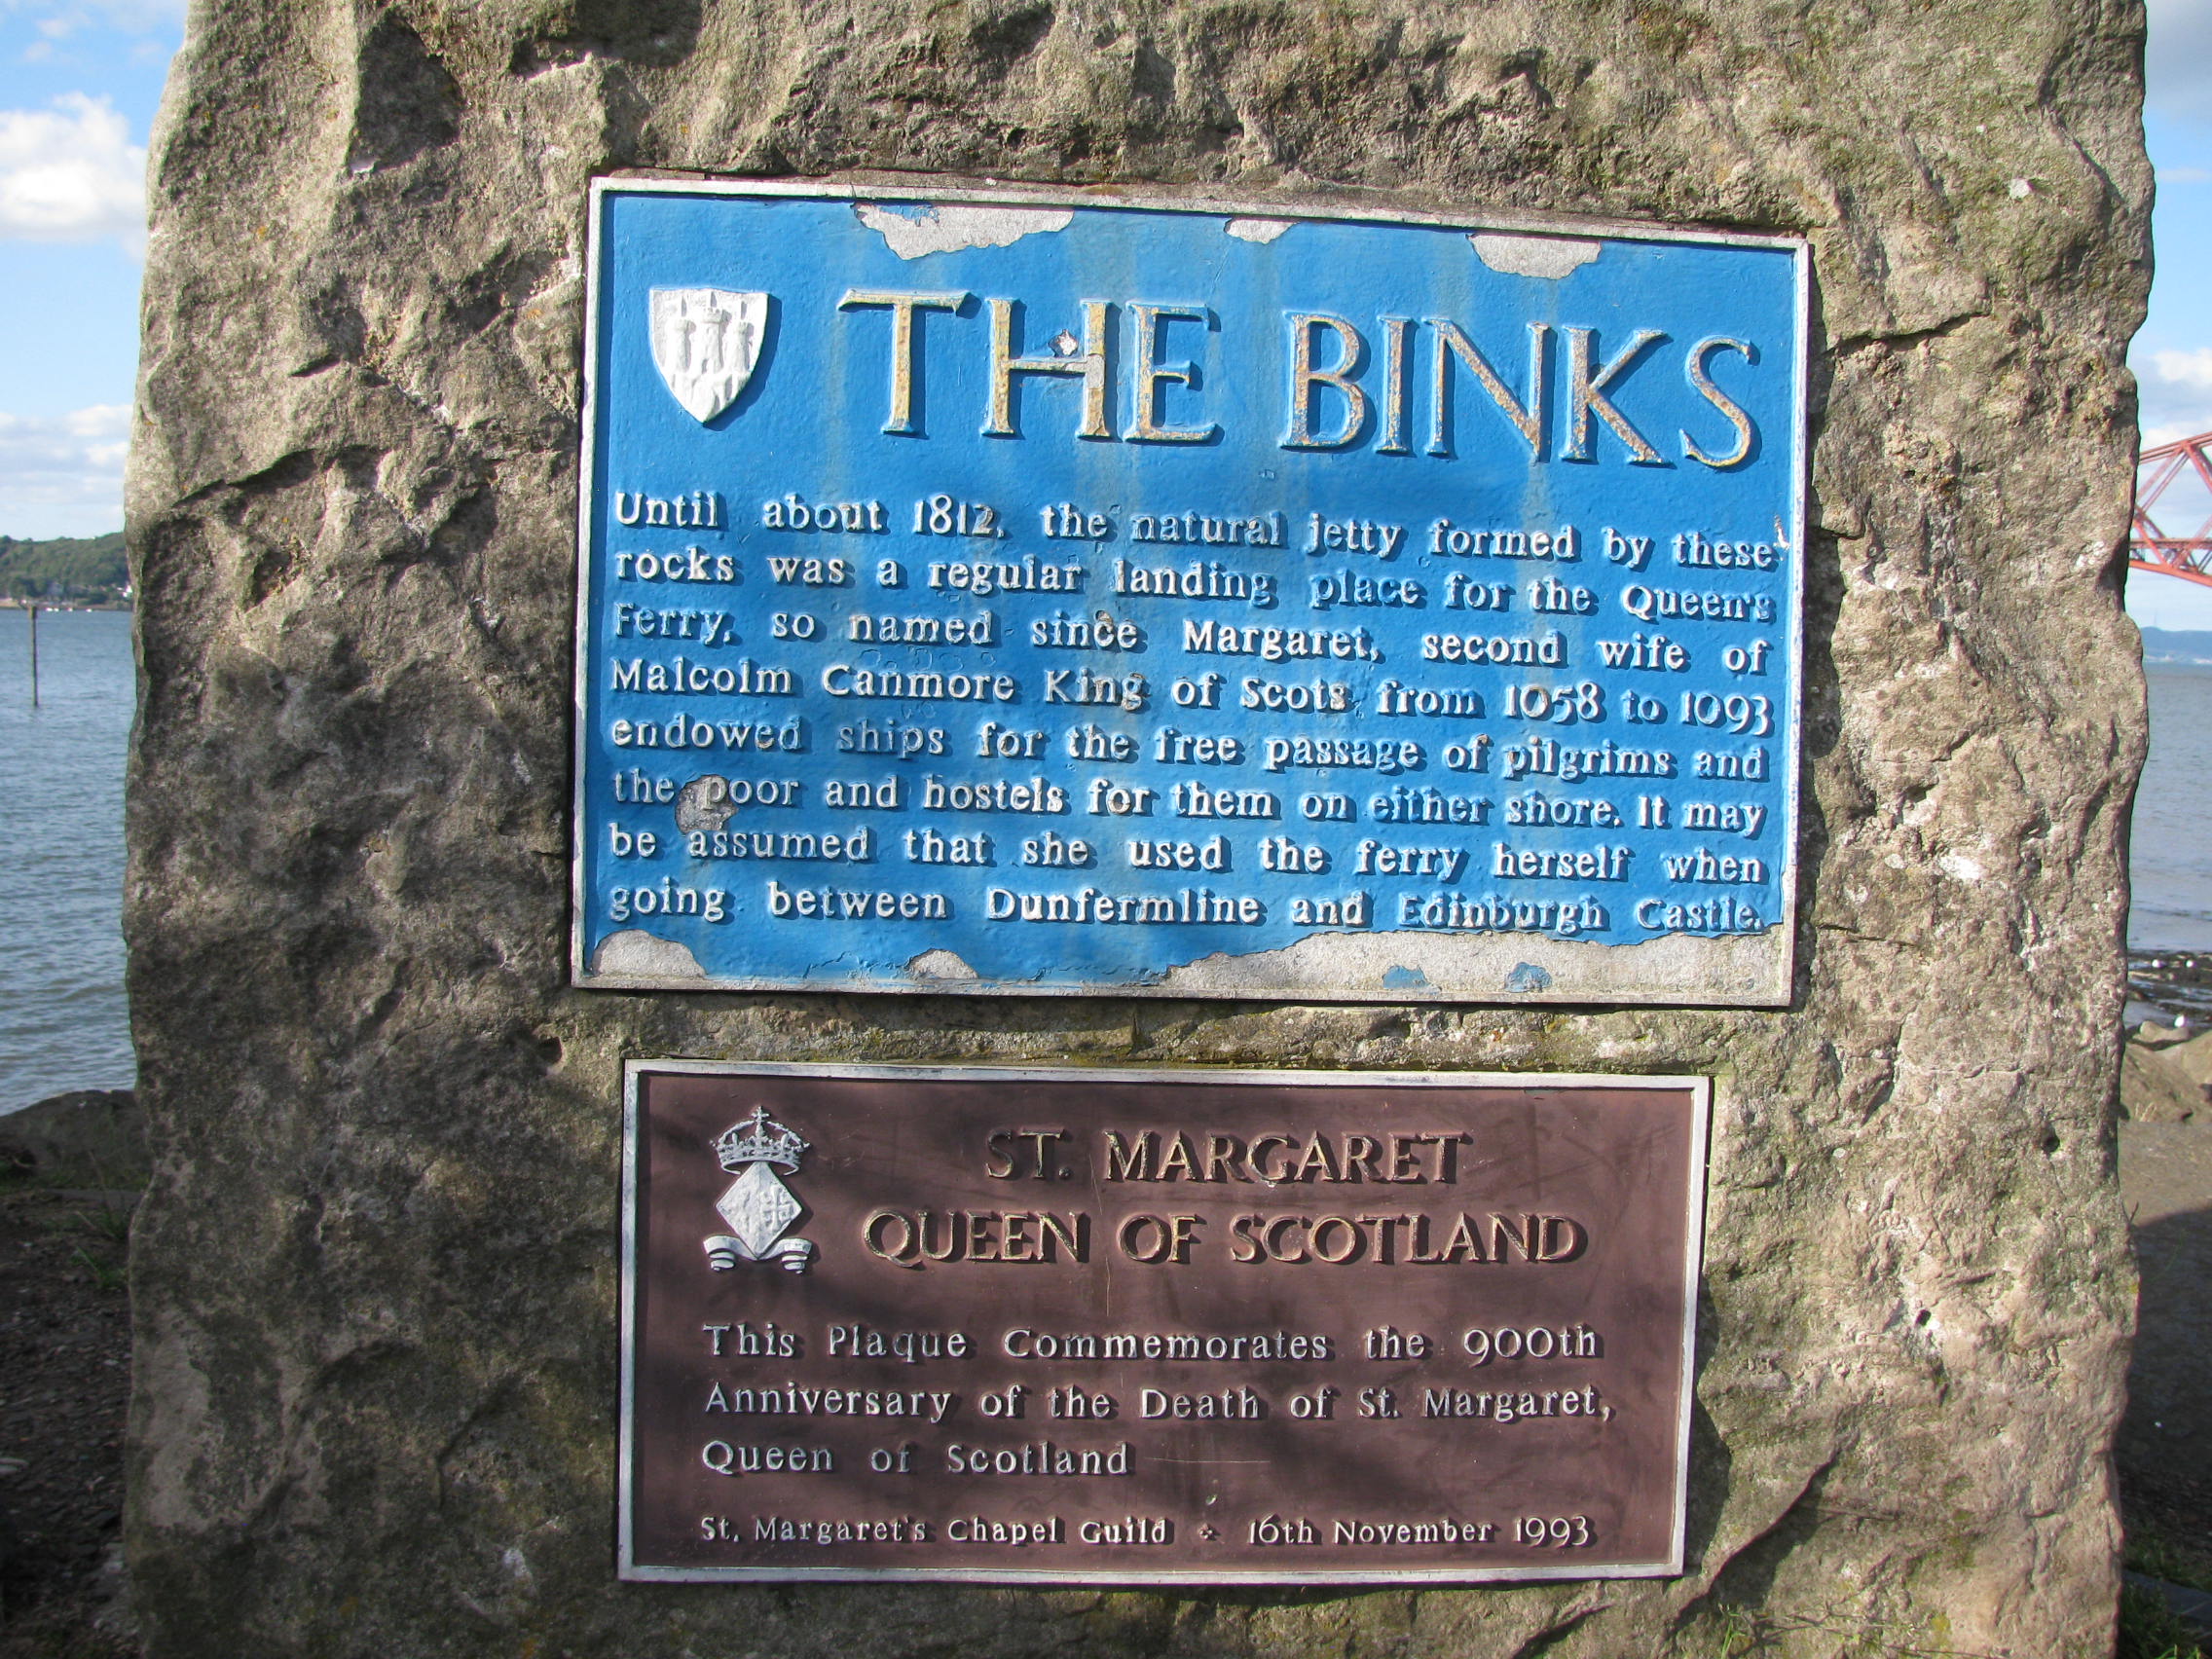 THE BINKS
Until about 1812, the natural jetty formed by these
rocks was a regular landing place for the Queen's
Ferry, so named since Margaret, second wife of
Malcolm Canmore King of Scots from 1058 to 1093
endowed ships for the free passage of pilgrims and
the poor and hostels for them on either shore. It may
be assumed that she used the ferry herself when
going between Dunfermline and Edinburgh Castle.
ST. MARGARET
QUEEN OF SCOTLAND
This Plaque Commemorates the 900th
Anniversary of the Death of St. Margaret,
Queen of Scotland
St. Margaret's Chapel Guild 16th November 1993